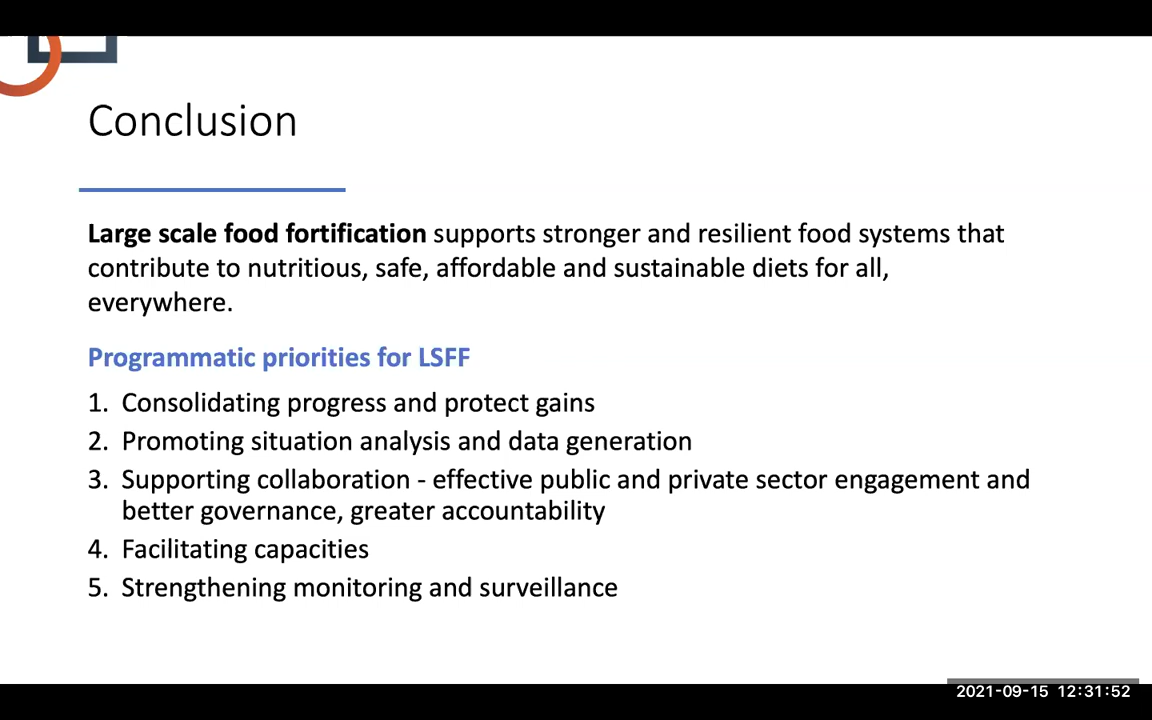 Conclusion
Large scale food fortification supports stronger and resilient food systems that
contribute to nutritious, safe, affordable and sustainable diets for all,
everywhere.
Programmatic priorities for LSFF
1. Consolidating progress and protect gains
2. Promoting situation analysis and data generation
3. Supporting collaboration - effective public and private sector engagement and
better governance, greater accountability
4. Facilitating capacities
5. Strengthening monitoring and surveillance
2021-09-15 12:31:52